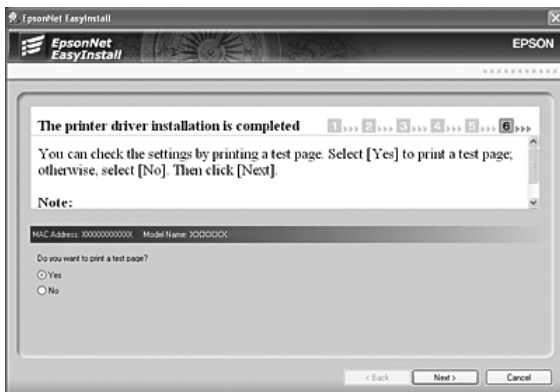 EpsonNet EasyInstall
EpsonNet
EasyInstall
EPSON
The printer driver installation is completed
1 2 3 4 5 6
You can check the settings by printing a test page. Select [Yes] to print a test page;
otherwise, select [No]. Then click [Next].
Note:
MAC Address: XXXXXXXXXXXX Model Name: XXXXXXX
Do you want to print a test page?
Yes
No
< Back Next > Cancel